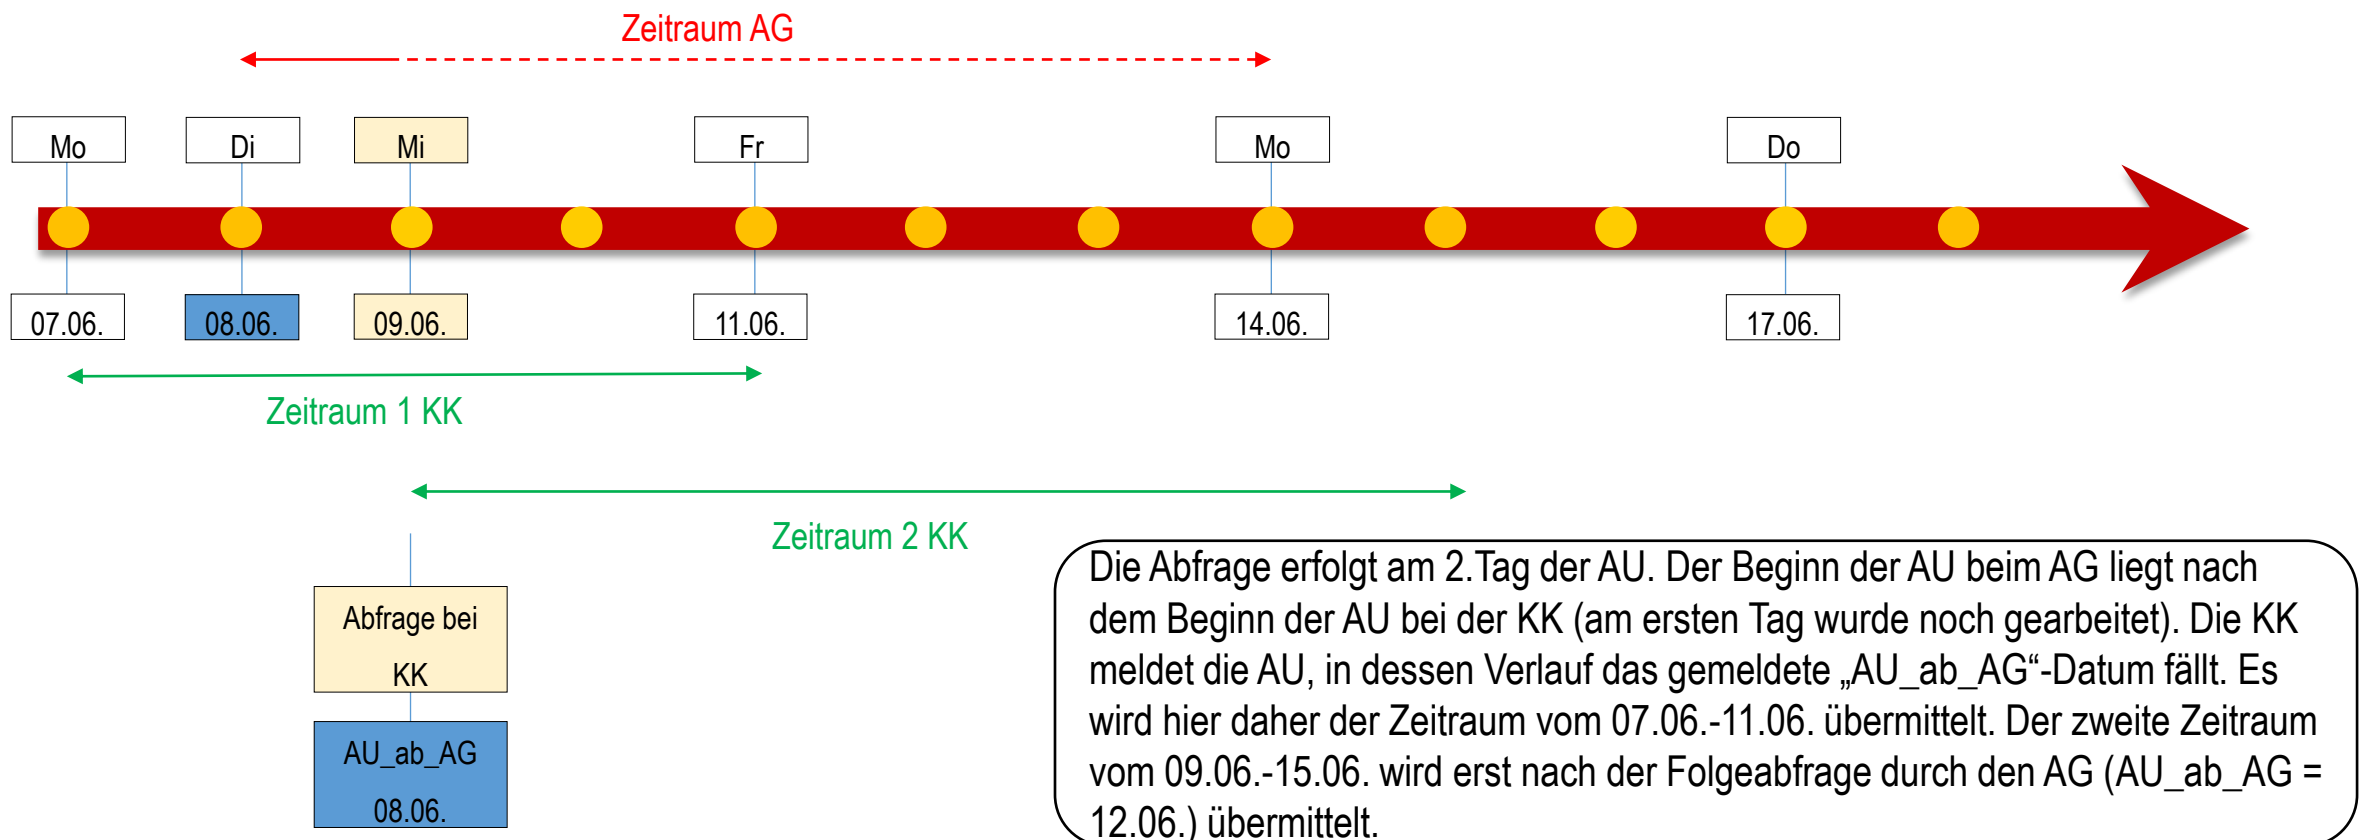 Zeitraum AG
Mo
Di
Mi
Fr
Mo
Do
07.06.
08.06.
09.06.
11.06.
14.06.
17.06.
Zeitraum 1 KK
Zeitraum 2 KK
Abfrage bei
KK
AU_ab_AG
08.06.
Die Abfrage erfolgt am 2.Tag der AU. Der Beginn der AU beim AG liegt nach
dem Beginn der AU bei der KK (am ersten Tag wurde noch gearbeitet). Die KK
meldet die AU, in dessen Verlauf das gemeldete „AU_ab_AG“-Datum fällt. Es
wird hier daher der Zeitraum vom 07.06.-11.06. übermittelt. Der zweite Zeitraum
vom 09.06.-15.06. wird erst nach der Folgeabfrage durch den AG (AU_ab_AG =
12.06.) übermittelt.